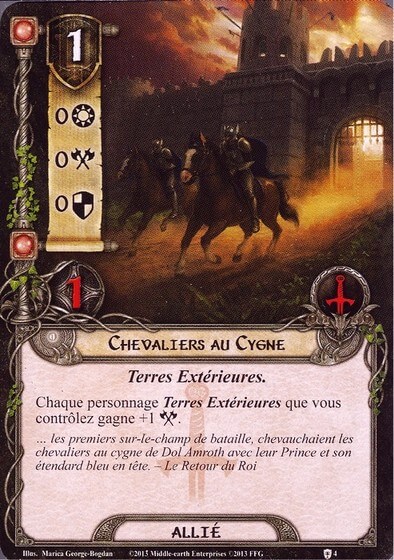 1
0
0
0
1
Chevaliers au Cygne
Terres Extérieures.
Chaque personnage Terres Extérieures que vous
contrôlez gagne +1 .
... les premiers sur-le-champ de bataille, chevauchaient les
chevaliers au cygne de Dol Amroth avec leur Prince et son
étendard bleu en tête. – Le Retour du Roi
Allié
Illus. Marica George-Bogdan ©2015 Middle-earth Enterprises ©2013 FFG 4